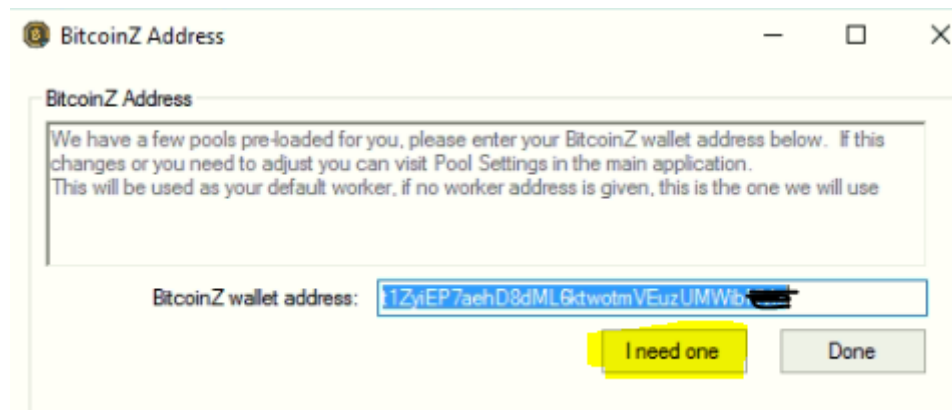 BitcoinZ Address
BitcoinZ Address
We have a few pools pre-loaded for you, please enter your BitcoinZ wallet address below. If this
changes or you need to adjust you can visit Pool Settings in the main application.
This will be used as your default worker, if no worker address is given, this is the one we will use
BitcoinZ wallet address:
I need one Done